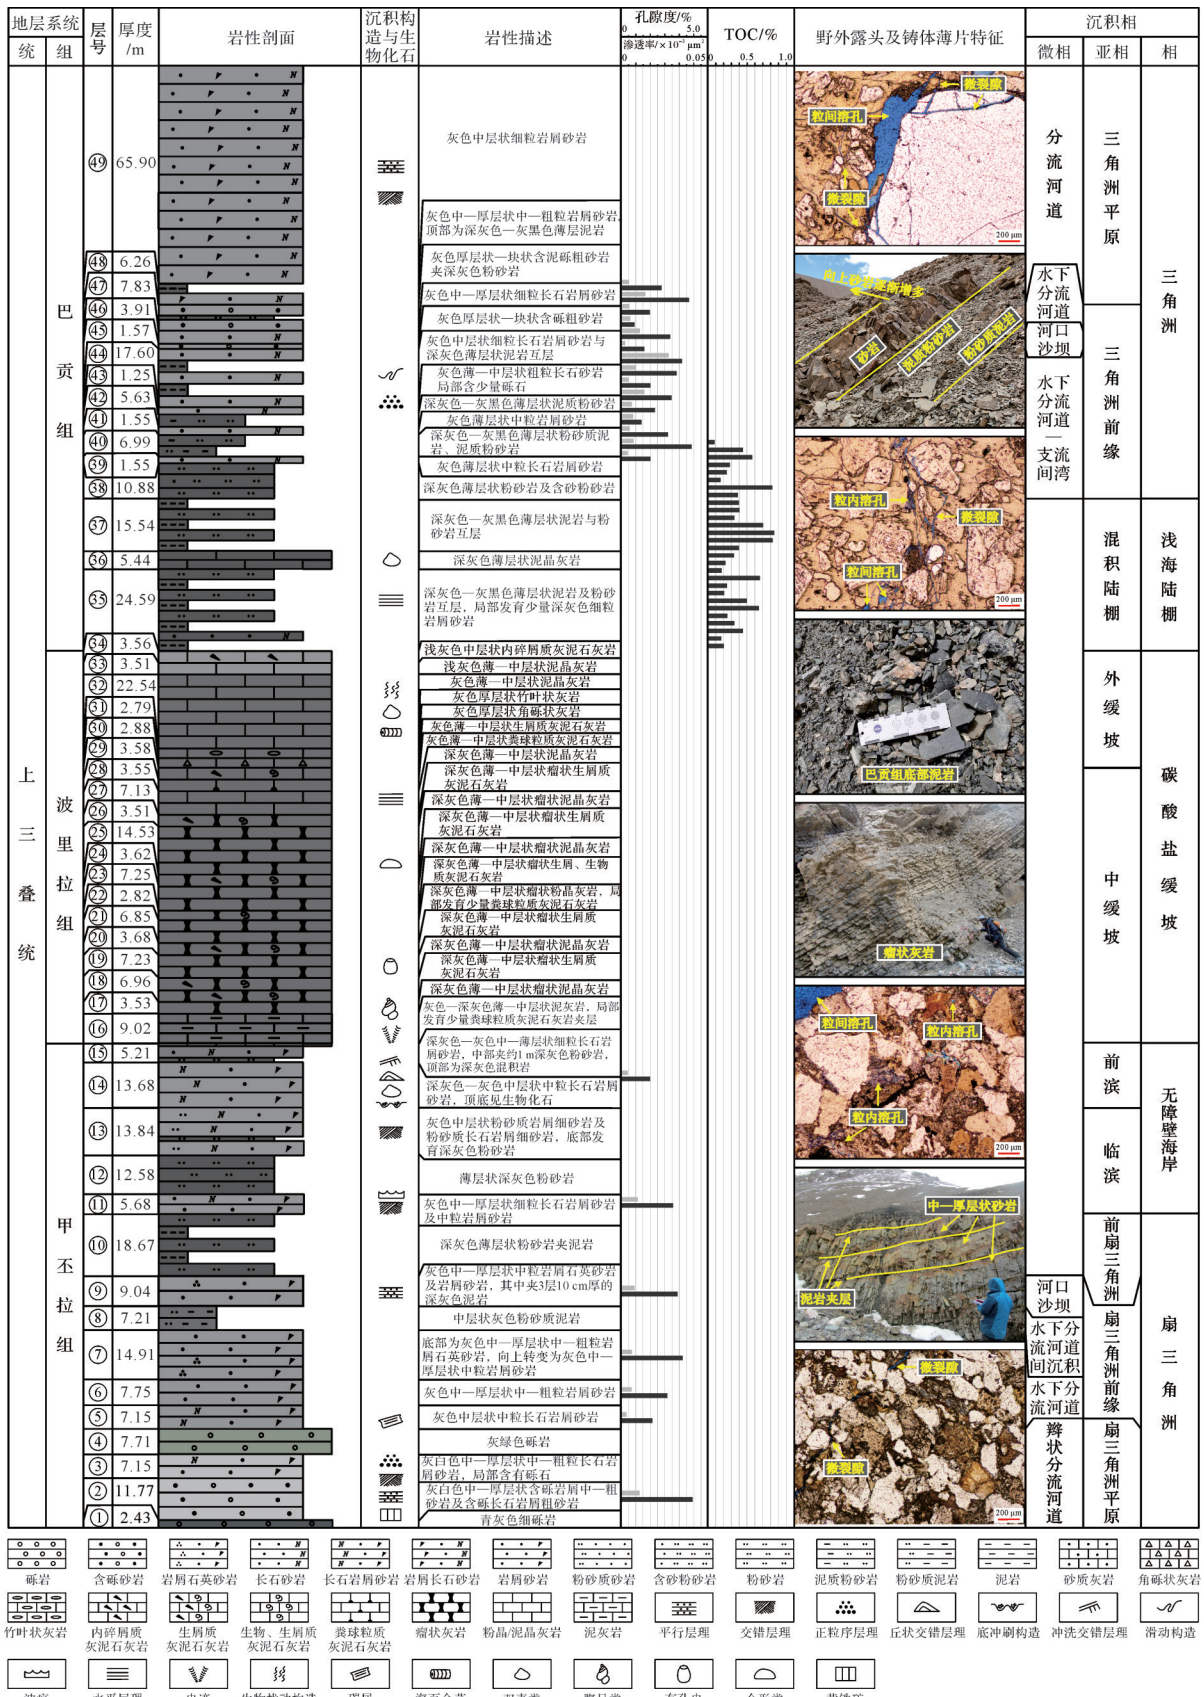 地层系统
统
组
层号
厚度/m
岩性剖面
沉积构造与生物化石
岩性描述
孔隙度/%
0 5.0
渗透率/×10⁻³ μm²
0 0.05
TOC/%
0 0.5 1.0
野外露头及铸体薄片特征
沉积相
微相
亚相
相
上三叠统
巴贡组
波里拉组
甲丕拉组
㊾ 65.90
㊽ 6.26
㊼ 7.83
㊻ 3.91
㊺ 1.57
㊹ 17.60
㊸ 1.25
㊷ 5.63
㊶ 1.55
㊵ 6.99
㊴ 1.55
㊳ 10.88
㊲ 15.54
㊱ 5.44
㉟ 24.59
㉞ 3.56
㉝ 3.51
㉜ 22.54
㉛ 2.79
㉚ 2.88
㉙ 3.58
㉘ 3.55
㉗ 7.13
㉖ 3.51
㉕ 14.53
㉔ 3.62
㉓ 7.25
㉒ 2.82
㉑ 6.85
⑳ 3.68
⑲ 7.23
⑱ 6.96
⑰ 3.53
⑯ 9.02
⑮ 5.21
⑭ 13.68
⑬ 13.84
⑫ 12.58
⑪ 5.68
⑩ 18.67
⑨ 9.04
⑧ 7.21
⑦ 14.91
⑥ 7.75
⑤ 7.15
④ 7.71
③ 7.15
② 11.77
① 2.43
灰色中层状细粒岩屑砂岩
灰色中—厚层状中—粗粒岩屑砂岩,
顶部为深灰色—灰黑色薄层泥岩
灰色厚层状—块状含泥砾粗砂岩
夹深灰色粉砂岩
灰色中—厚层状细粒长石岩屑砂岩
灰色厚层状—块状含砾粗砂岩
灰色中层状细粒长石岩屑砂岩与
深灰色薄层状泥岩互层
灰色薄—中层状粗粒长石砂岩
局部含少量砾石
深灰色—灰黑色薄层状泥质粉砂岩
灰色薄层状中粒岩屑砂岩
深灰色—灰黑色薄层状粉砂质泥
岩、泥质粉砂岩
灰色薄层状中粒长石岩屑砂岩
深灰色薄层状粉砂岩及含砂粉砂岩
深灰色—灰黑色薄层状泥岩与粉
砂岩互层
深灰色薄层状泥晶灰岩
深灰色—灰黑色薄层状泥岩及粉砂
岩互层, 局部发育少量深灰色细粒
岩屑砂岩
浅灰色中层状内碎屑质灰泥石灰岩
浅灰色薄—中层状泥晶灰岩
灰色薄—中层状泥晶灰岩
灰色厚层状竹叶状灰岩
灰色厚层状角砾状灰岩
灰色薄—中层状生屑质灰泥石灰岩
灰色薄—中层状粪球粒质灰泥石灰岩
深灰色薄—中层状泥晶灰岩
深灰色薄—中层状瘤状生屑质
灰泥石灰岩
深灰色薄—中层状瘤状泥晶灰岩
深灰色薄—中层状瘤状生屑质
灰泥石灰岩
深灰色薄—中层状瘤状泥晶灰岩
深灰色薄—中层状瘤状生屑、生物
质灰泥石灰岩
深灰色薄—中层状瘤状粉晶灰岩, 局
部发育少量粪球粒质灰泥石灰岩
深灰色薄—中层状瘤状生屑质
灰泥石灰岩
深灰色薄—中层状瘤状泥晶灰岩
深灰色薄—中层状瘤状生屑质
灰泥石灰岩
深灰色薄—中层状瘤状泥晶灰岩
灰色—深灰色薄—中层状泥灰岩, 局部
发育少量粪球粒质灰泥石灰岩夹层
深灰色—灰色中—薄层状细粒长石岩
屑砂岩, 中部夹约1 m深灰色粉砂岩,
顶部为深灰色混积岩
深灰色—灰色中层状中粒长石岩屑
砂岩, 顶底见生物化石
灰色中层状粉砂质岩屑细砂岩及
粉砂质长石岩屑细砂岩, 底部发
育深灰色粉砂岩
薄层状深灰色粉砂岩
灰色中—厚层状细粒长石岩屑砂岩
及中粒岩屑砂岩
深灰色薄层状粉砂岩夹泥岩
灰色中—厚层状中粒岩屑石英砂岩
及岩屑砂岩, 其中夹3层10 cm厚的
深灰色泥岩
中层状灰色粉砂质泥岩
底部为灰色中—厚层状中—粗粒岩
屑石英砂岩, 向上转变为灰色中—
厚层状中粒岩屑砂岩
灰色中—厚层状中—粗粒岩屑砂岩
灰色中层状中粒长石岩屑砂岩
灰绿色砾岩
灰白色中—厚层状中—粗粒长石岩
屑砂岩, 局部含有砾石
灰白色中—厚层状含砾岩屑中—粗
砂岩及含砾长石岩屑粗砂岩
青灰色细砾岩
微裂隙
粒间溶孔
微裂隙
200 μm
向上砂岩逐渐增多
砂岩
泥质粉砂岩
粉砂质泥岩
粒内溶孔
微裂隙
粒间溶孔
200 μm
巴贡组底部泥岩
瘤状灰岩
粒间溶孔
粒内溶孔
粒内溶孔
200 μm
中—厚层状砂岩
泥岩夹层
微裂隙
微裂隙
200 μm
分流河道
水下分流河道
河口沙坝
水下分流河道—支流间湾
河口沙坝
水下分流河道间沉积
水下分流河道
辫状分流河道
三角洲平原
三角洲前缘
混积陆棚
外缓坡
中缓坡
前滨
临滨
前扇三角洲
扇三角洲前缘
扇三角洲平原
三角洲
浅海陆棚
碳酸盐缓坡
无障壁海岸
扇三角洲
砾岩 含砾砂岩 岩屑石英砂岩 长石砂岩 长石岩屑砂岩 岩屑长石砂岩 岩屑砂岩 粉砂质砂岩 含砂粉砂岩 粉砂岩 泥质粉砂岩 粉砂质泥岩 泥岩 砂质灰岩 角砾状灰岩
竹叶状灰岩 内碎屑质灰泥石灰岩 生屑质灰泥石灰岩 生物、生屑质灰泥石灰岩 粪球粒质灰泥石灰岩 瘤状灰岩 粉晶/泥晶灰岩 泥灰岩 平行层理 交错层理 正粒序层理 丘状交错层理 底冲刷构造 冲洗交错层理 滑动构造